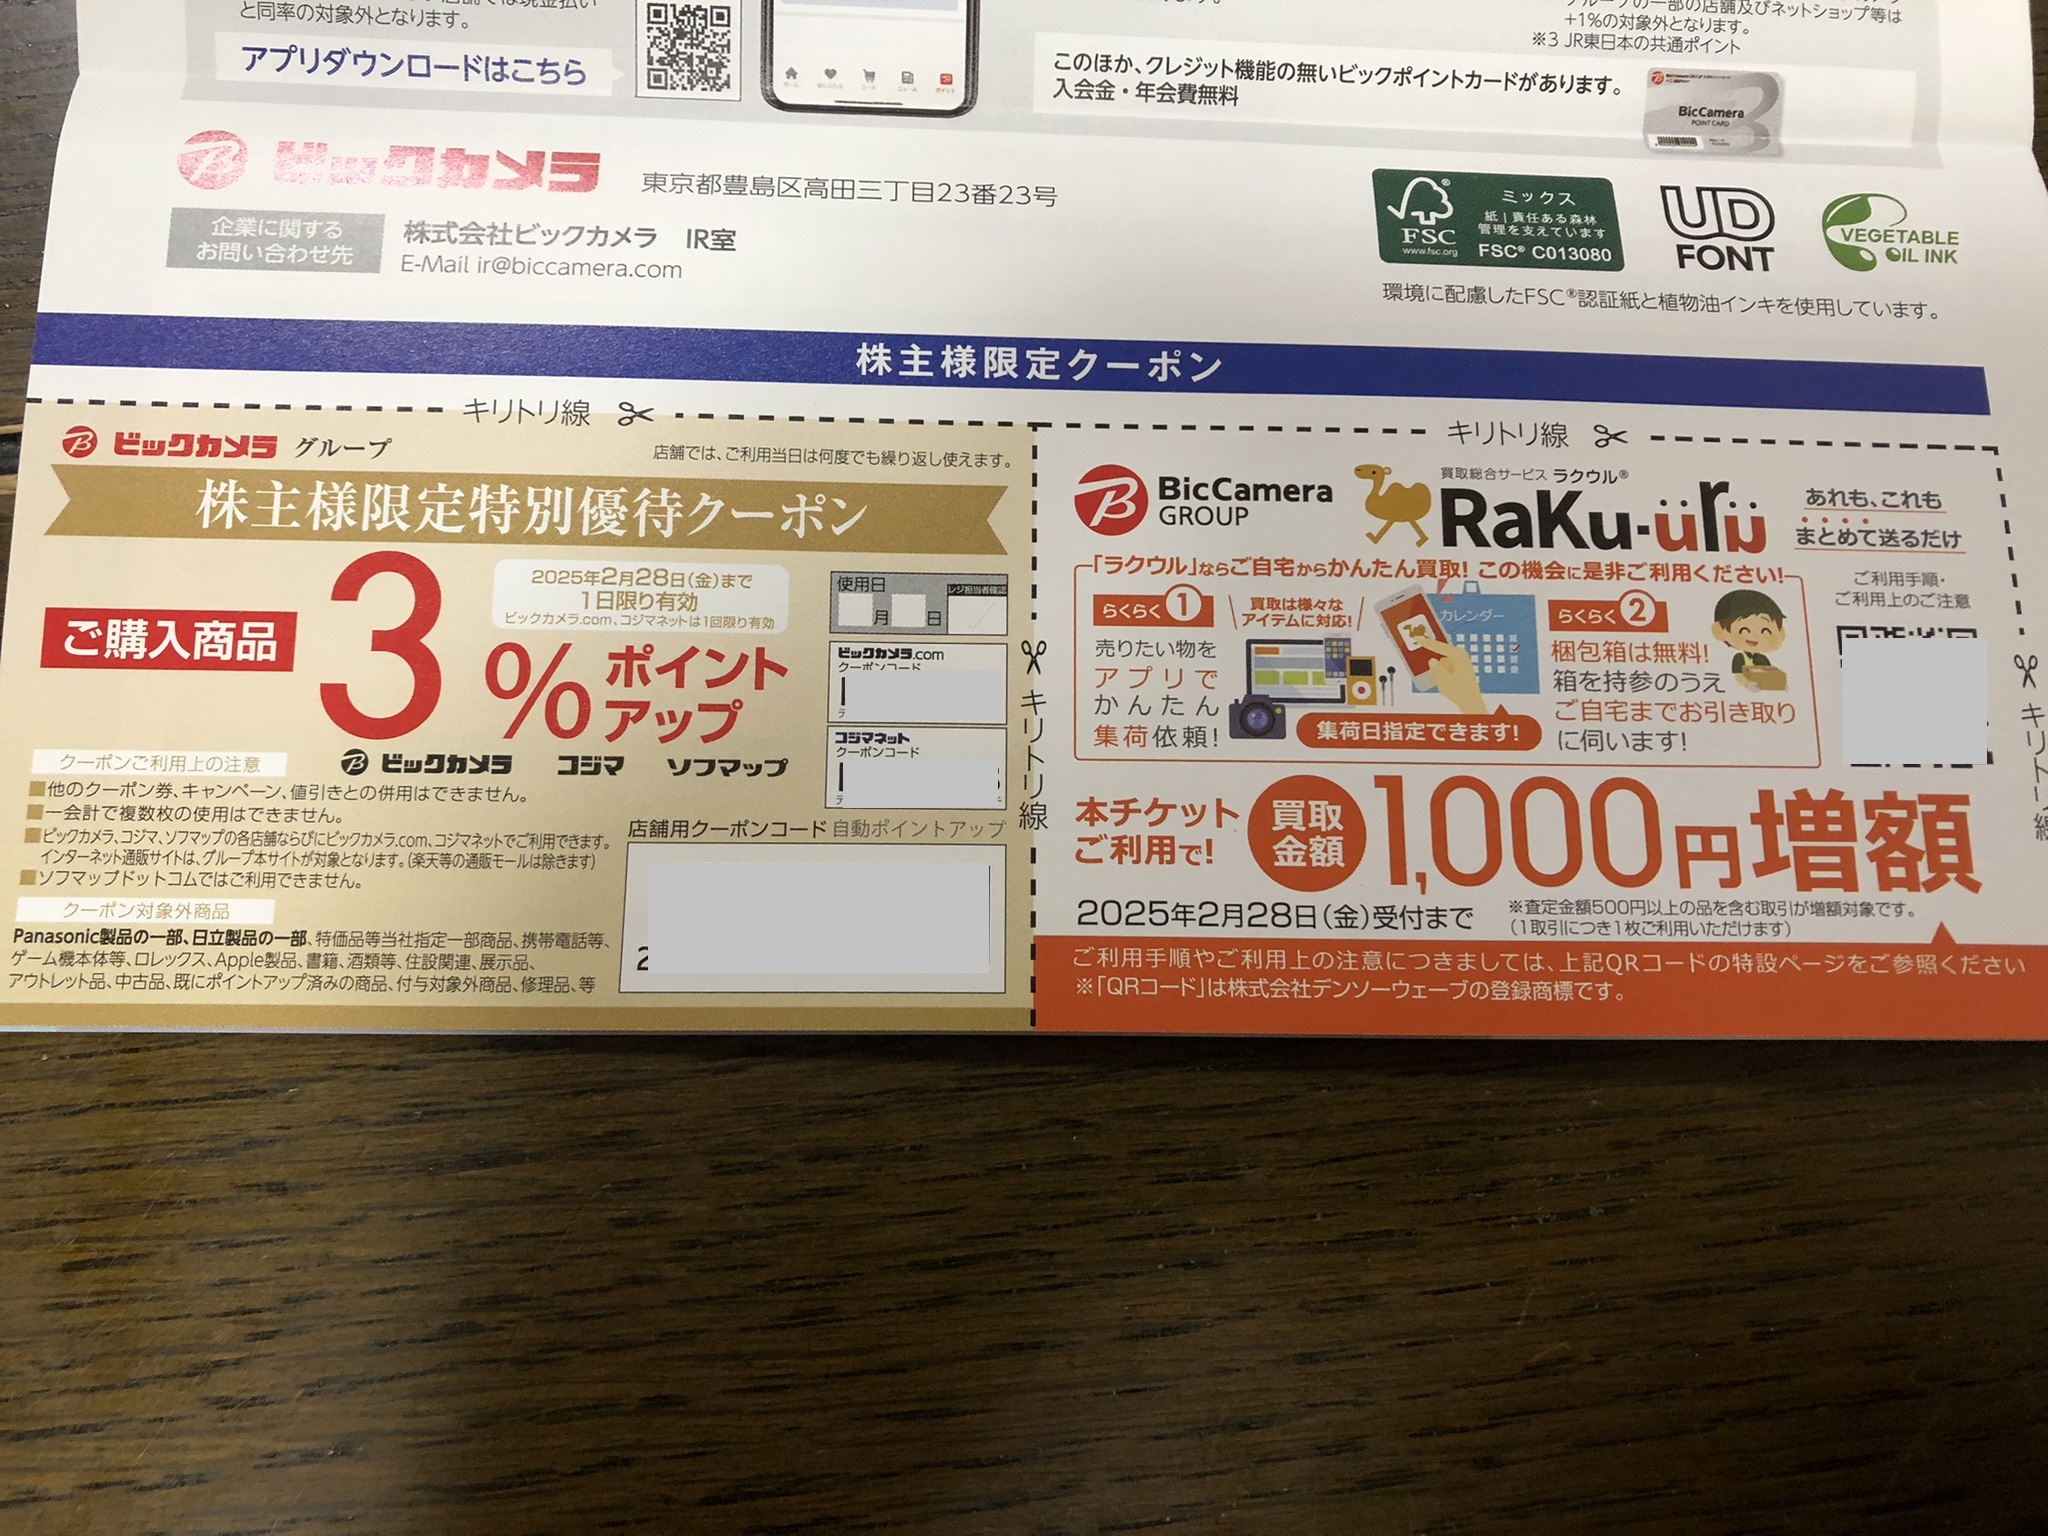 と同率の対象外となります。
アプリダウンロードはこちら
グループの一部の店舗及びネットショップ等は
+1%の対象外となります。
※3 JR東日本の共通ポイント
このほか、クレジット機能の無いビックポイントカードがあります。
入会金・年会費無料
BicCamera
POINT CARD
ビックカメラ
東京都豊島区高田三丁目23番23号
企業に関する
お問い合わせ先
株式会社ビックカメラ IR室
E-Mail ir@biccamera.com
FSC
www.fsc.org
ミックス
紙|責任ある森林
管理を支えています
FSC® C013080
UD
FONT
VEGETABLE
OIL INK
環境に配慮したFSC®認証紙と植物油インキを使用しています。
株主様限定クーポン
キリトリ線
キリトリ線
ビックカメラ グループ
店舗では、ご利用当日は何度でも繰り返し使えます。
株主様限定特別優待クーポン
ご購入商品
3%
ポイント
アップ
2025年2月28日(金)まで
1日限り有効
ビックカメラ.com、コジマネットは1回限り有効
使用日
月 日
レジ担当者確認
ビックカメラ.com
クーポンコード
コジマネット
クーポンコード
ビックカメラ コジマ ソフマップ
クーポンご利用上の注意
■他のクーポン券、キャンペーン、値引きとの併用はできません。
■一会計で複数枚の使用はできません。
■ビックカメラ、コジマ、ソフマップの各店舗ならびにビックカメラ.com、コジマネットでご利用できます。
インターネット通販サイトは、グループ本サイトが対象となります。(楽天等の通販モールは除きます)
■ソフマップドットコムではご利用できません。
クーポン対象外商品
Panasonic製品の一部、日立製品の一部、特価品等当社指定一部商品、携帯電話等、
ゲーム機本体等、ロレックス、Apple製品、書籍、酒類等、住設関連、展示品、
アウトレット品、中古品、既にポイントアップ済みの商品、付与対象外商品、修理品、等
店舗用クーポンコード 自動ポイントアップ
2
キリトリ線
BicCamera
GROUP
買取総合サービス ラクウル®
RaKu-uru
あれも、これも
まとめて送るだけ
「ラクウル」ならご自宅からかんたん買取!この機会に是非ご利用ください!
らくらく1
買取は様々な
アイテムに対応!
売りたい物を
アプリで
かんたん
集荷依頼!
カレンダー
集荷日指定できます!
らくらく2
梱包箱は無料!
箱を持参のうえ
ご自宅までお引き取り
に伺います!
ご利用手順・
ご利用上のご注意
キリトリ線
本チケット
ご利用で!
買取
金額
1,000円増額
2025年2月28日(金)受付まで
※査定金額500円以上の品を含む取引が増額対象です。
(1取引につき1枚ご利用いただけます)
ご利用手順やご利用上の注意につきましては、上記QRコードの特設ページをご参照ください
※「QRコード」は株式会社デンソーウェーブの登録商標です。